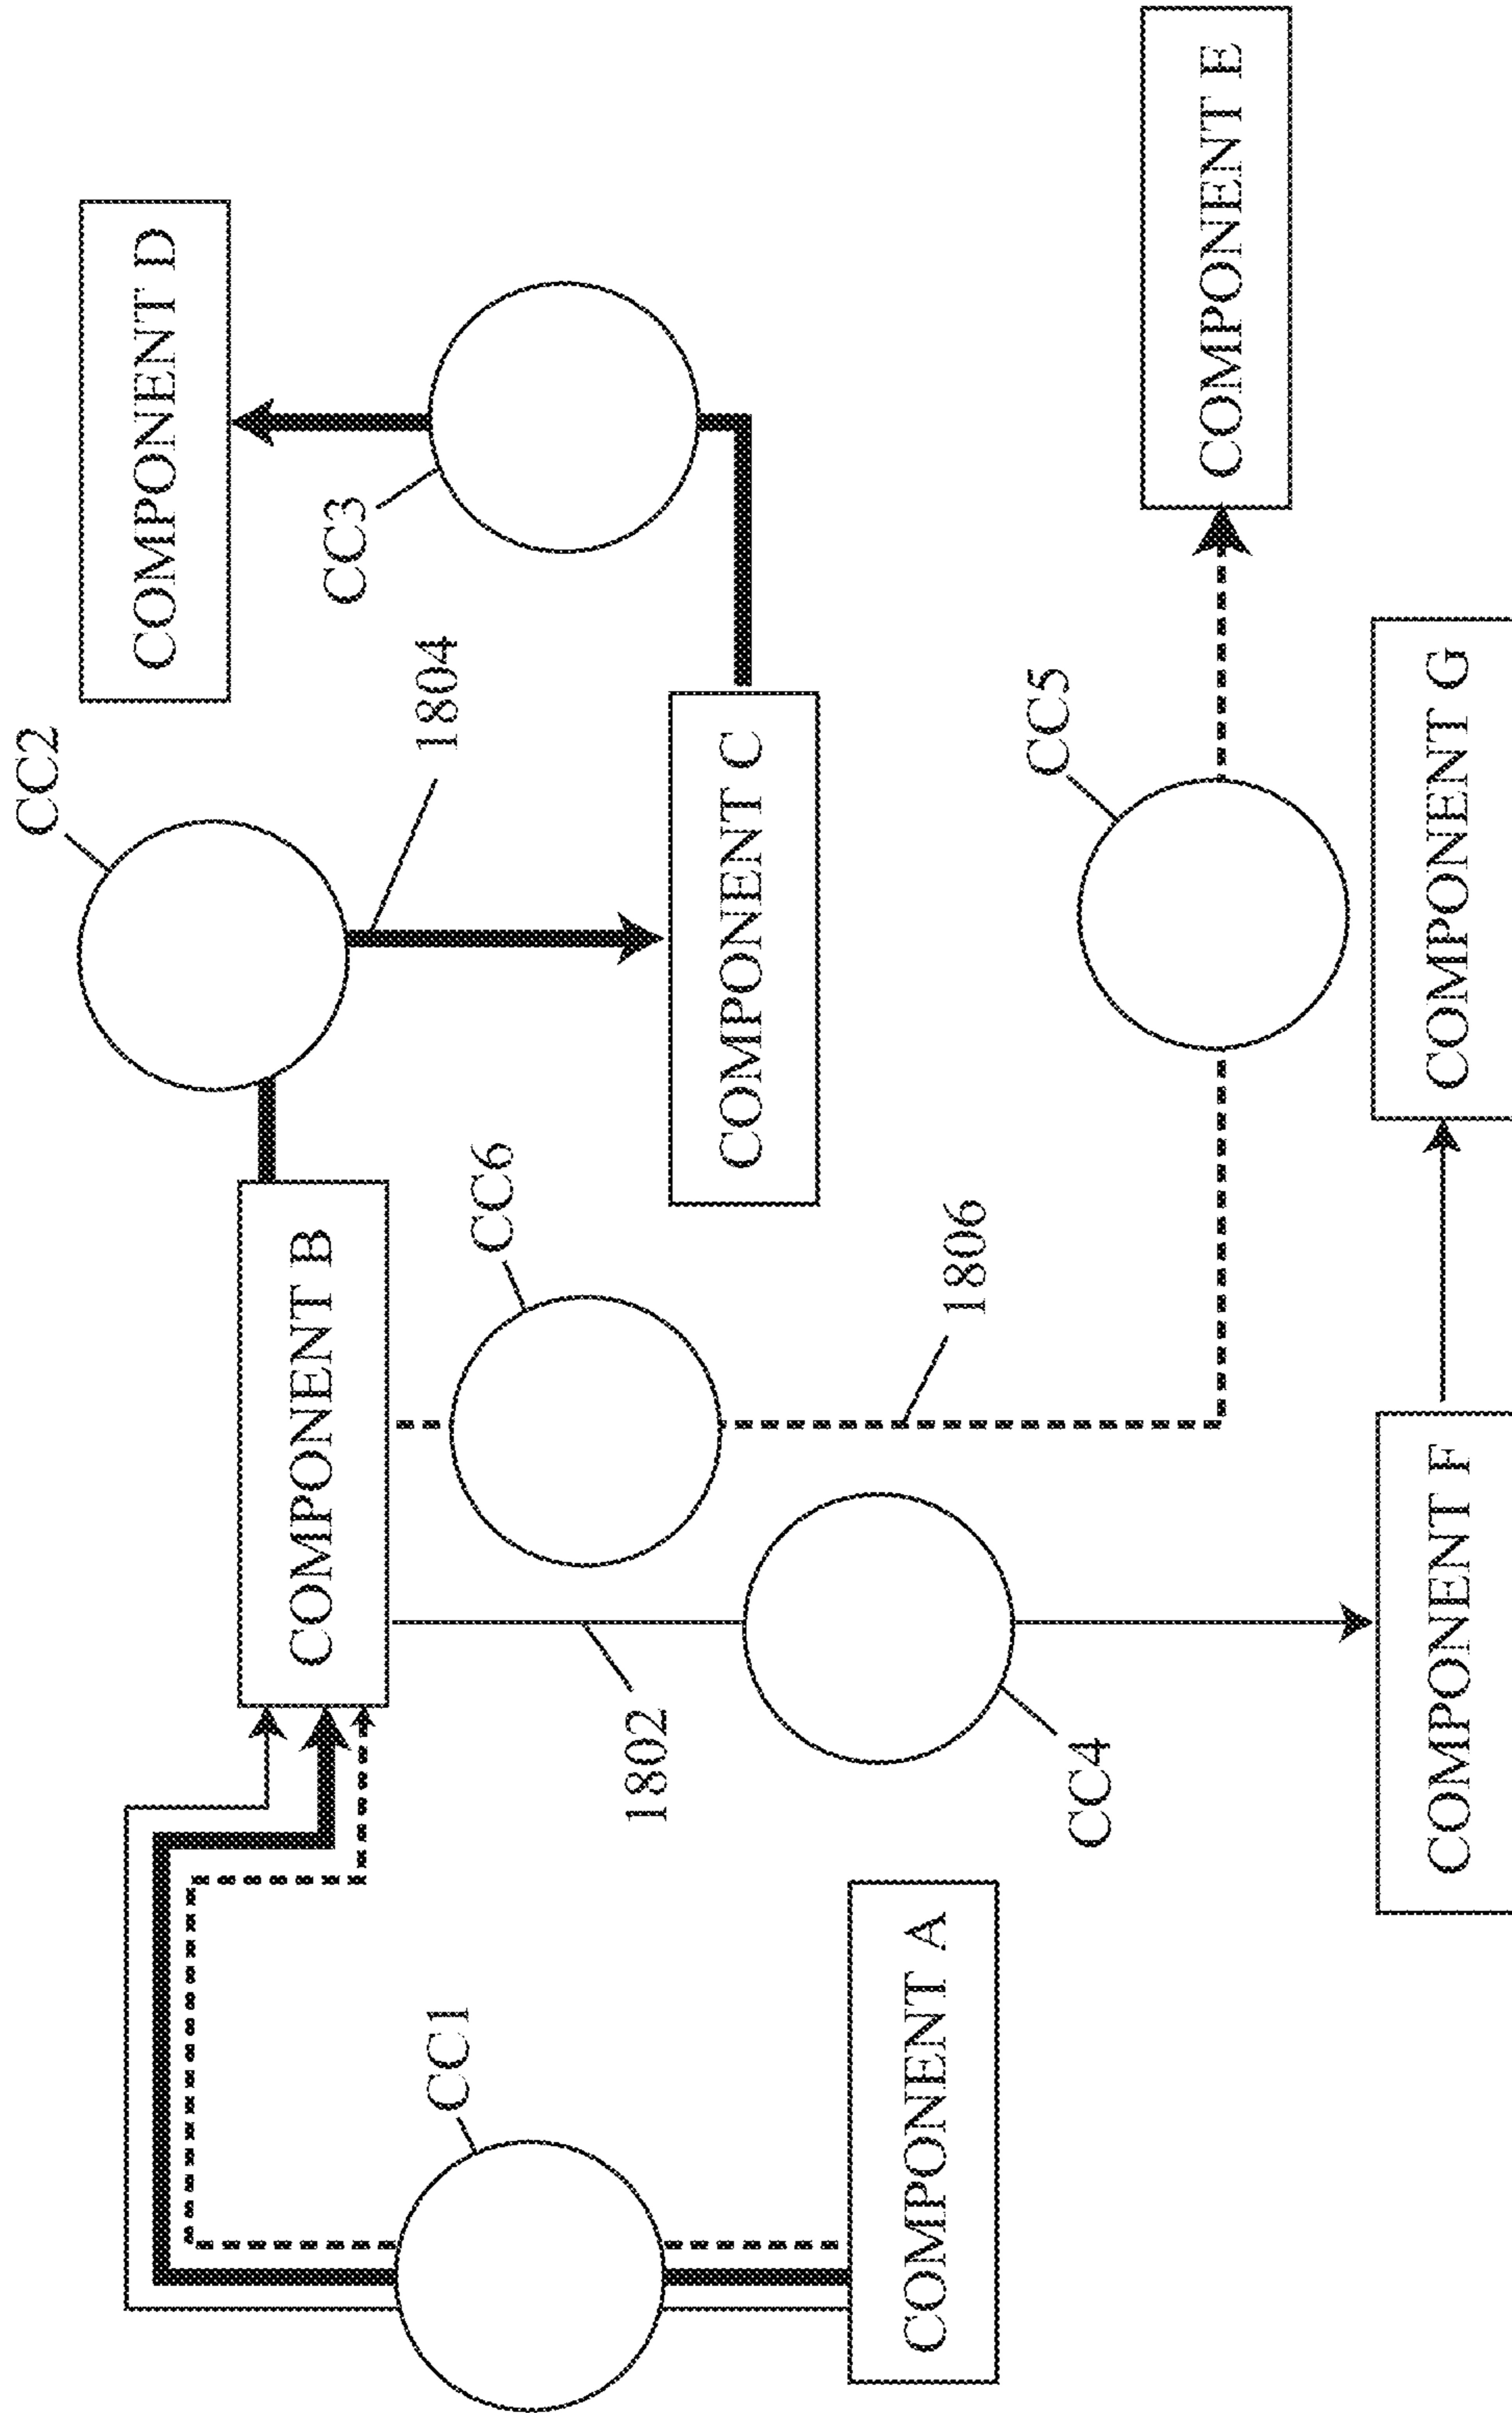 CC2
COMPONENT D
COMPONENT B
CC3
CC1
1804
CC6
1802
COMPONENT C
COMPONENT A
1806
CC5
CC4
COMPONENT E
COMPONENT F
COMPONENT G